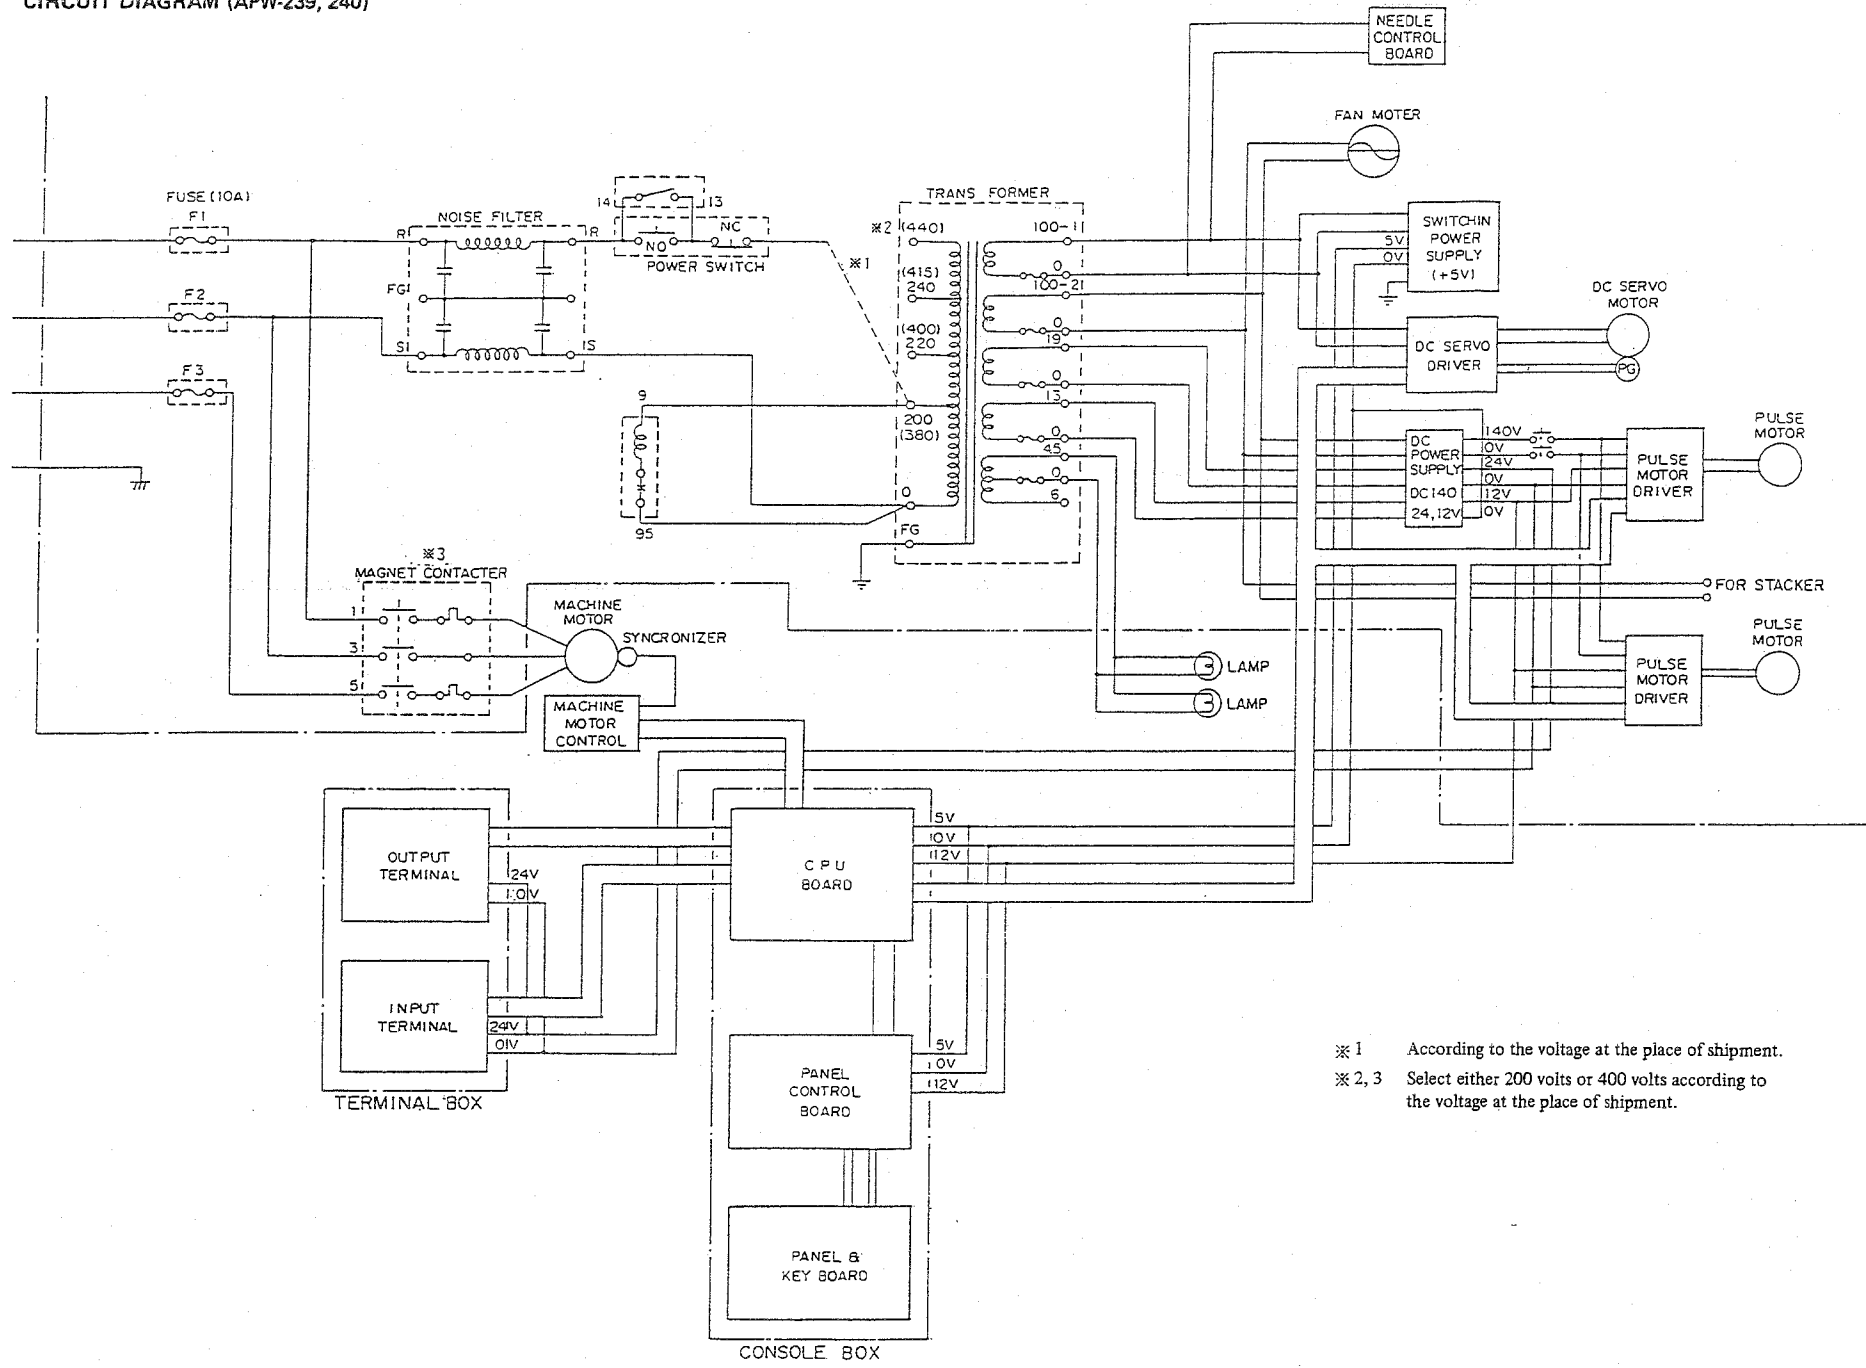 CIRCUIT DIAGRAM (APW-239, 240)
NEEDLE
CONTROL
BOARD
FAN MOTER
FUSE (10A)
F1
F2
F3
NOISE FILTER
R
R
FG
S
S
14
13
NO
NC
POWER SWITCH
※1
TRANS FORMER
※2 (440)
(415)
240
(400)
220
200
(380)
0
FG
100-1
0
100-2
0
19
0
13
0
45
0
6
9
95
SWITCHIN
POWER
SUPPLY
(+5V)
5V
0V
DC SERVO
MOTOR
DC SERVO
DRIVER
PG
DC
POWER
SUPPLY
DC140
24,12V
140V
0V
24V
0V
12V
0V
PULSE
MOTOR
DRIVER
PULSE
MOTOR
FOR STACKER
PULSE
MOTOR
PULSE
MOTOR
DRIVER
※3
MAGNET CONTACTER
1
3
5
MACHINE
MOTOR
SYNCRONIZER
MACHINE
MOTOR
CONTROL
LAMP
LAMP
OUTPUT
TERMINAL
24V
0V
INPUT
TERMINAL
24V
0V
TERMINAL BOX
CPU
BOARD
5V
0V
12V
PANEL
CONTROL
BOARD
5V
0V
12V
PANEL &
KEY BOARD
CONSOLE BOX
※1 According to the voltage at the place of shipment.
※2, 3 Select either 200 volts or 400 volts according to
the voltage at the place of shipment.